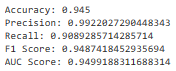 Accuracy: 0.945
Precision: 0.9922027290448343
Recall: 0.9089285714285714
F1 Score: 0.9487418452935694
AUC Score: 0.9499188311688314